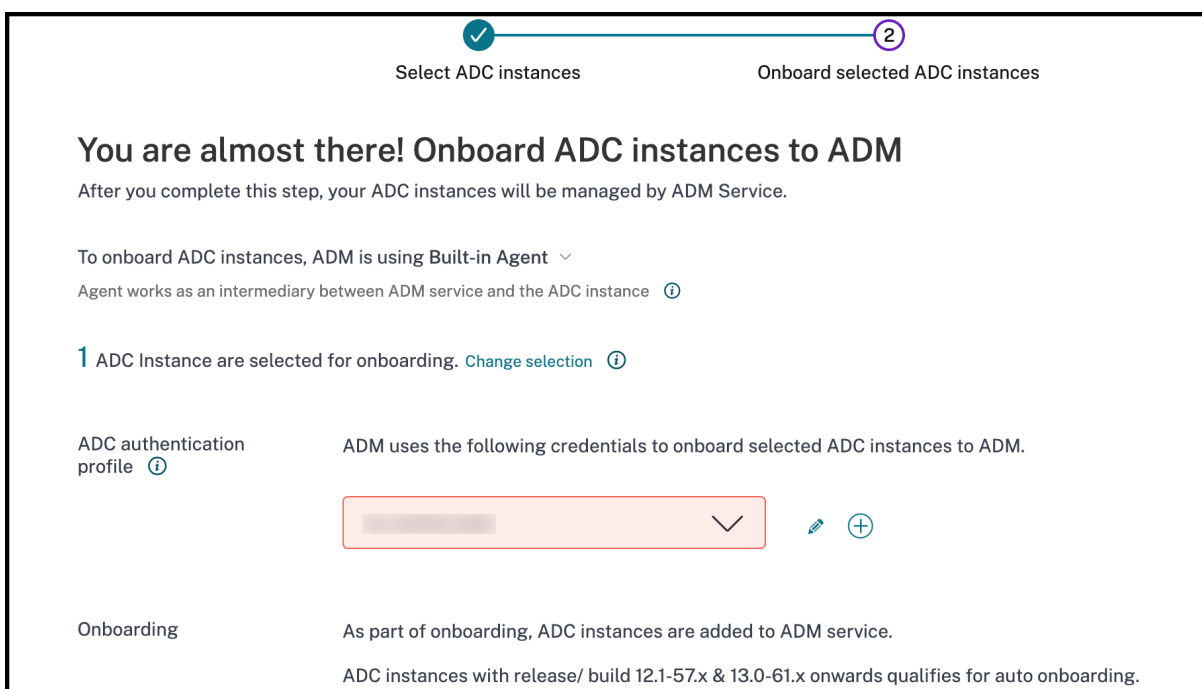 2
Select ADC instances
Onboard selected ADC instances
You are almost there! Onboard ADC instances to ADM
After you complete this step, your ADC instances will be managed by ADM Service.
To onboard ADC instances, ADM is using Built-in Agent
Agent works as an intermediary between ADM service and the ADC instance
1 ADC Instance are selected for onboarding. Change selection
ADC authentication
profile
ADM uses the following credentials to onboard selected ADC instances to ADM.
Onboarding
As part of onboarding, ADC instances are added to ADM service.
ADC instances with release/ build 12.1-57.x & 13.0-61.x onwards qualifies for auto onboarding.